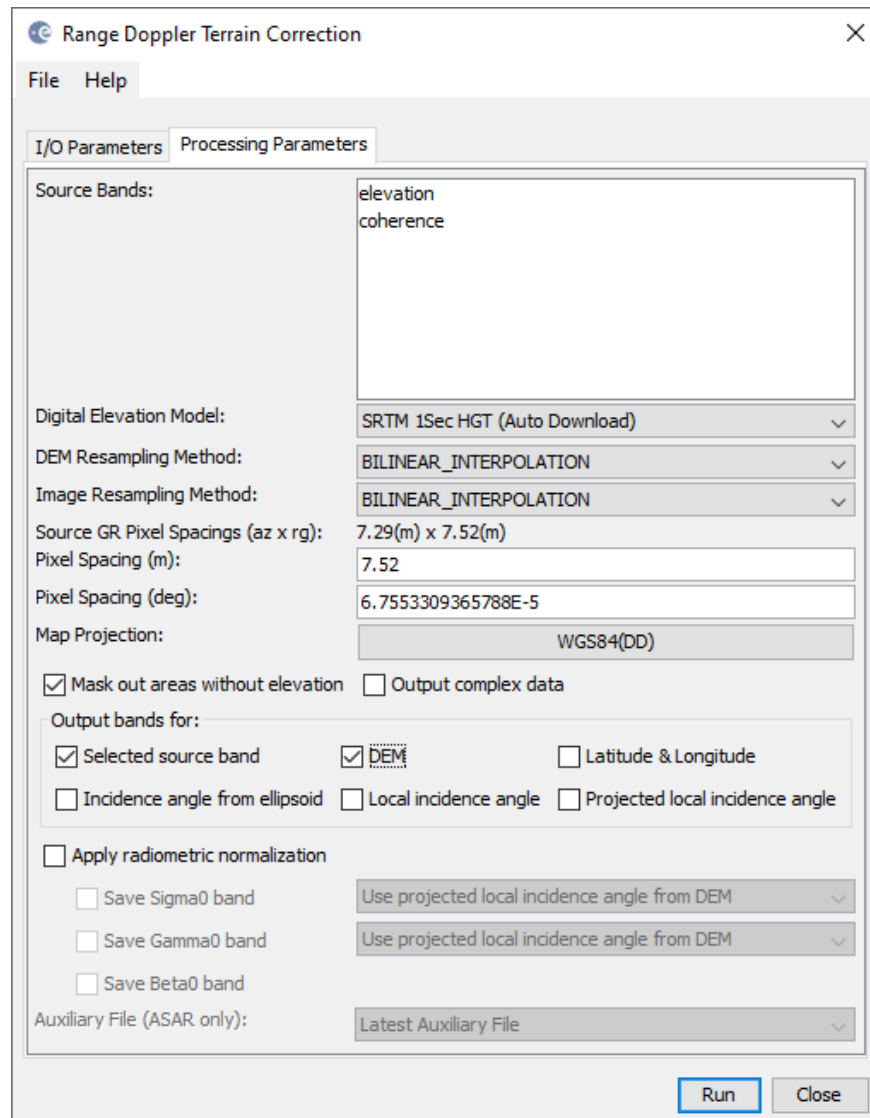 Range Doppler Terrain Correction
File Help
I/O Parameters Processing Parameters
Source Bands: elevation
coherence
Digital Elevation Model: SRTM 1Sec HGT (Auto Download)
DEM Resampling Method: BILINEAR_INTERPOLATION
Image Resampling Method: BILINEAR_INTERPOLATION
Source GR Pixel Spacings (az x rg): 7.29(m) x 7.52(m)
Pixel Spacing (m): 7.52
Pixel Spacing (deg): 6.7553309365788E-5
Map Projection: WGS84(DD)
Mask out areas without elevation Output complex data
Output bands for:
Selected source band DEM Latitude & Longitude
Incidence angle from ellipsoid Local incidence angle Projected local incidence angle
Apply radiometric normalization
Save Sigma0 band Use projected local incidence angle from DEM
Save Gamma0 band Use projected local incidence angle from DEM
Save Beta0 band
Auxiliary File (ASAR only): Latest Auxiliary File
Run Close